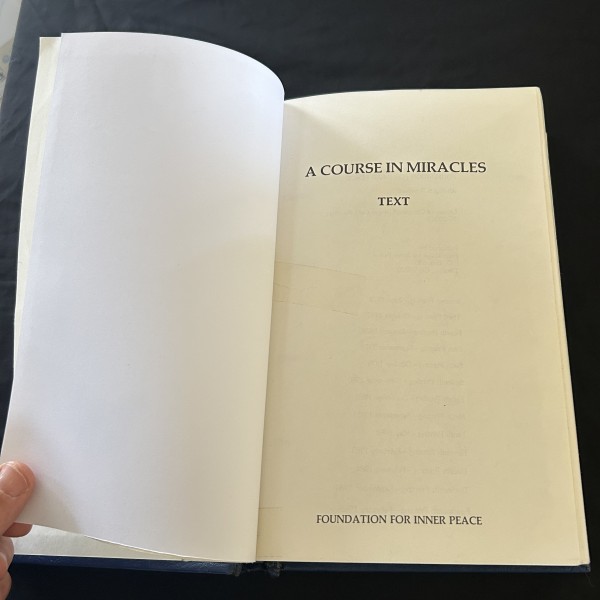 A COURSE IN MIRACLES
TEXT
FOUNDATION FOR INNER PEACE